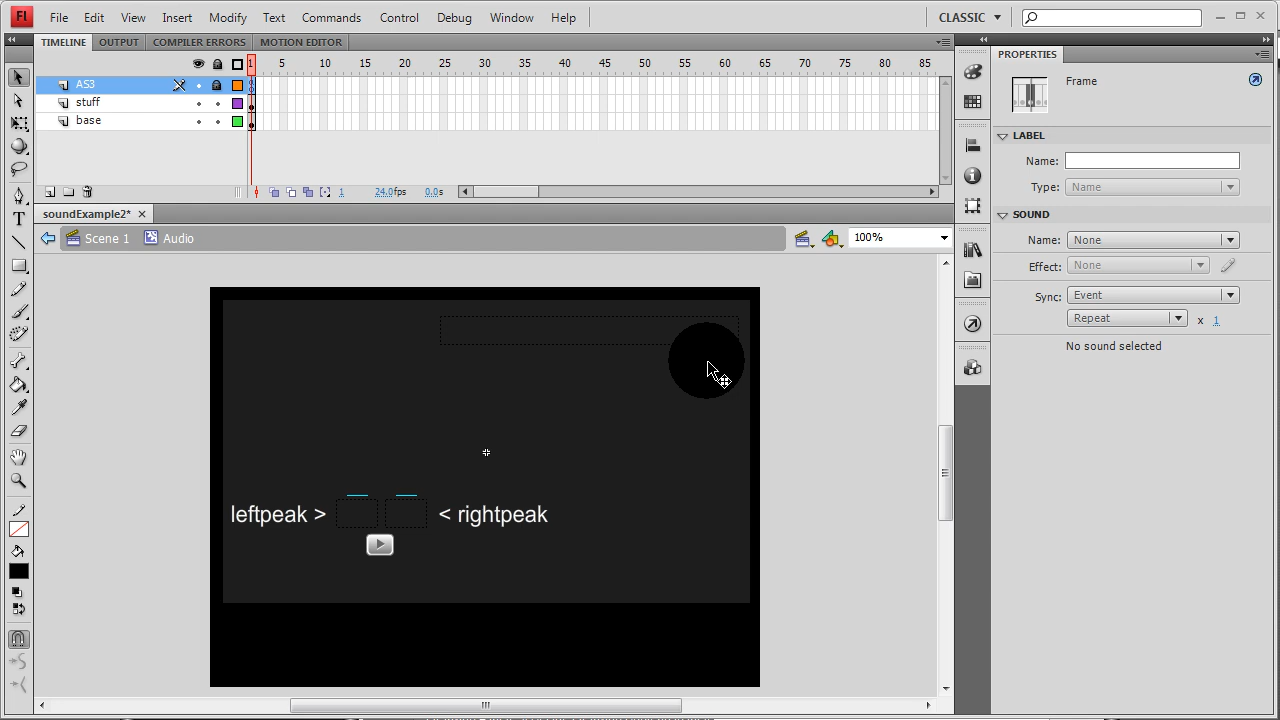 Fl File Edit View Insert Modify Text Commands Control Debug Window Help CLASSIC
TIMELINE OUTPUT COMPILER ERRORS MOTION EDITOR
PROPERTIES
1 5 10 15 20 25 30 35 40 45 50 55 60 65 70 75 80 85
AS3
stuff
base
1 24.0fps 0.0s
soundExample2*
Scene 1 Audio 100%
leftpeak > < rightpeak
Frame
LABEL
Name:
Type: Name
SOUND
Name: None
Effect: None
Sync: Event
Repeat x 1
No sound selected
T